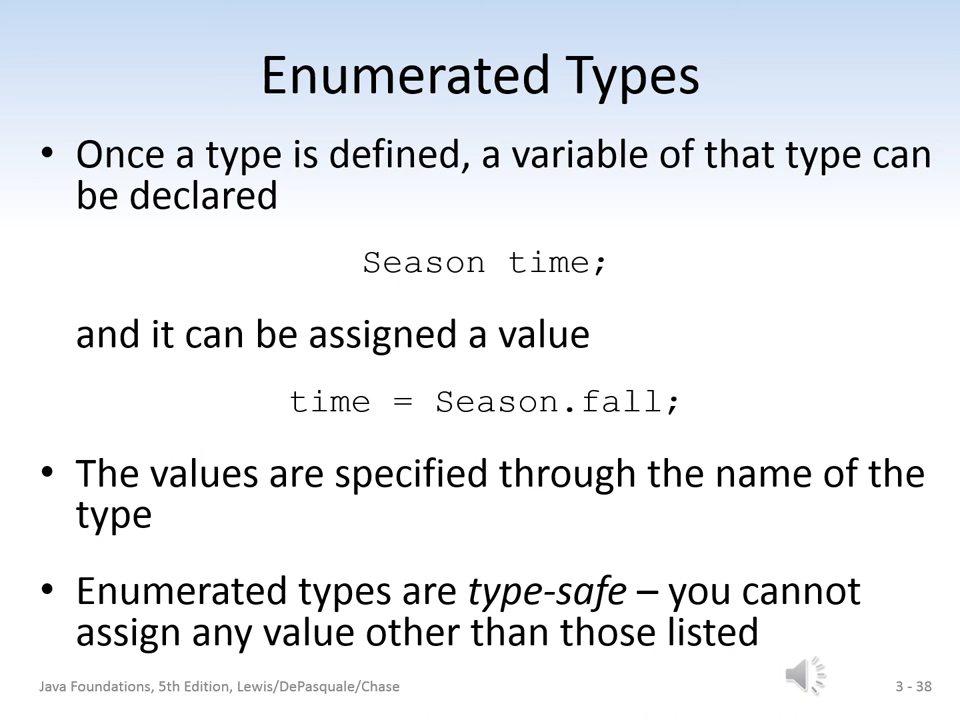 Enumerated Types
• Once a type is defined, a variable of that type can
be declared
Season time;
and it can be assigned a value
time = Season.fall;
• The values are specified through the name of the
type
• Enumerated types are type-safe – you cannot
assign any value other than those listed
Java Foundations, 5th Edition, Lewis/DePasquale/Chase
3 - 38